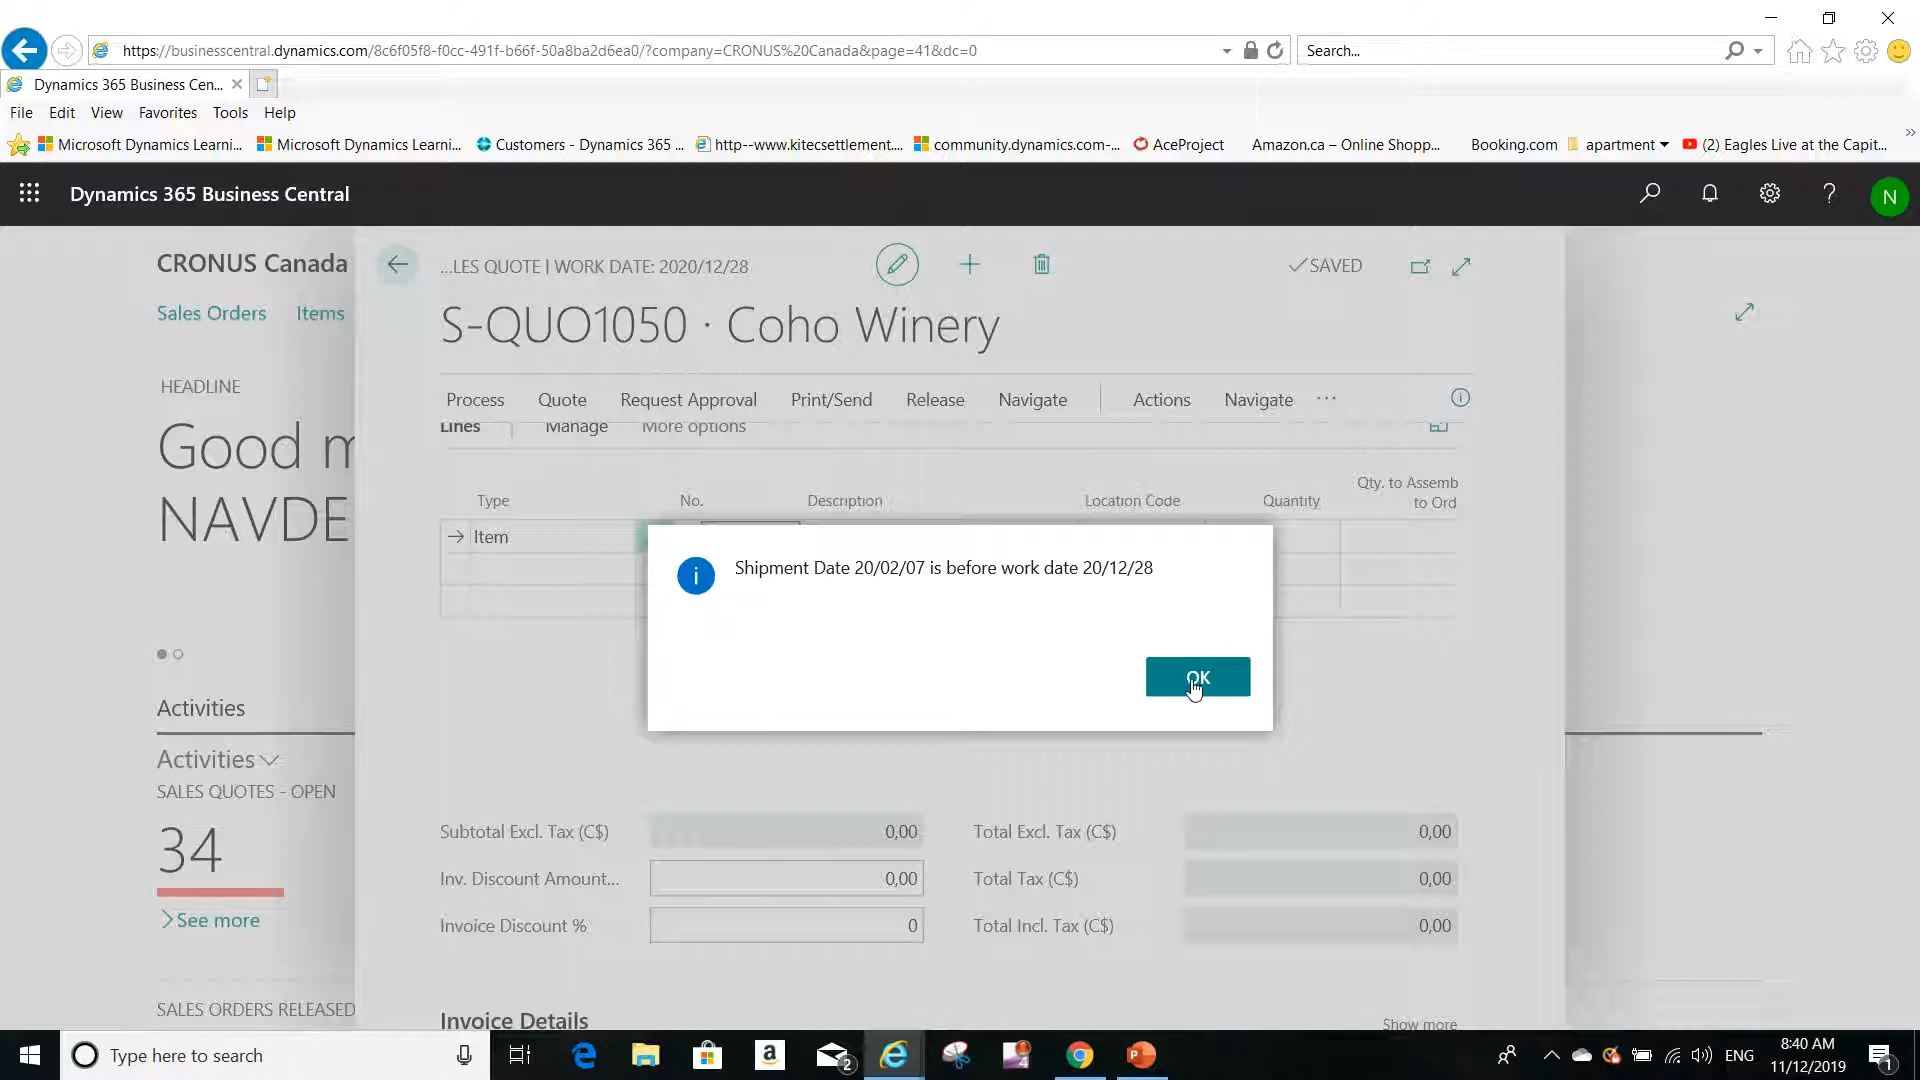 https://businesscentral.dynamics.com/8c6f05f8-f0cc-491f-b66f-50a8ba2d6ea0/?company=CRONUS%20Canada&page=41&dc=0
Search...
Dynamics 365 Business Cen...
File Edit View Favorites Tools Help
Microsoft Dynamics Learni...
Microsoft Dynamics Learni...
Customers - Dynamics 365 ...
http--www.kitecsettlement....
community.dynamics.com-...
AceProject
Amazon.ca – Online Shopp...
Booking.com
apartment
(2) Eagles Live at the Capit...
Dynamics 365 Business Central
N
CRONUS Canada
Sales Orders Items
HEADLINE
Good m
NAVDE
Activities
Activities
SALES QUOTES - OPEN
34
See more
SALES ORDERS RELEASED
...LES QUOTE | WORK DATE: 2020/12/28
SAVED
S-QUO1050 · Coho Winery
Process Quote Request Approval Print/Send Release Navigate Actions Navigate ...
Lines Manage More options
Type No. Description Location Code Quantity Qty. to Assemb
to Ord
Item
Shipment Date 20/02/07 is before work date 20/12/28
OK
Subtotal Excl. Tax (C$) 0,00 Total Excl. Tax (C$) 0,00
Inv. Discount Amount... 0,00 Total Tax (C$) 0,00
Invoice Discount % 0 Total Incl. Tax (C$) 0,00
Invoice Details
Show more
Type here to search
2
ENG
8:40 AM
11/12/2019
1